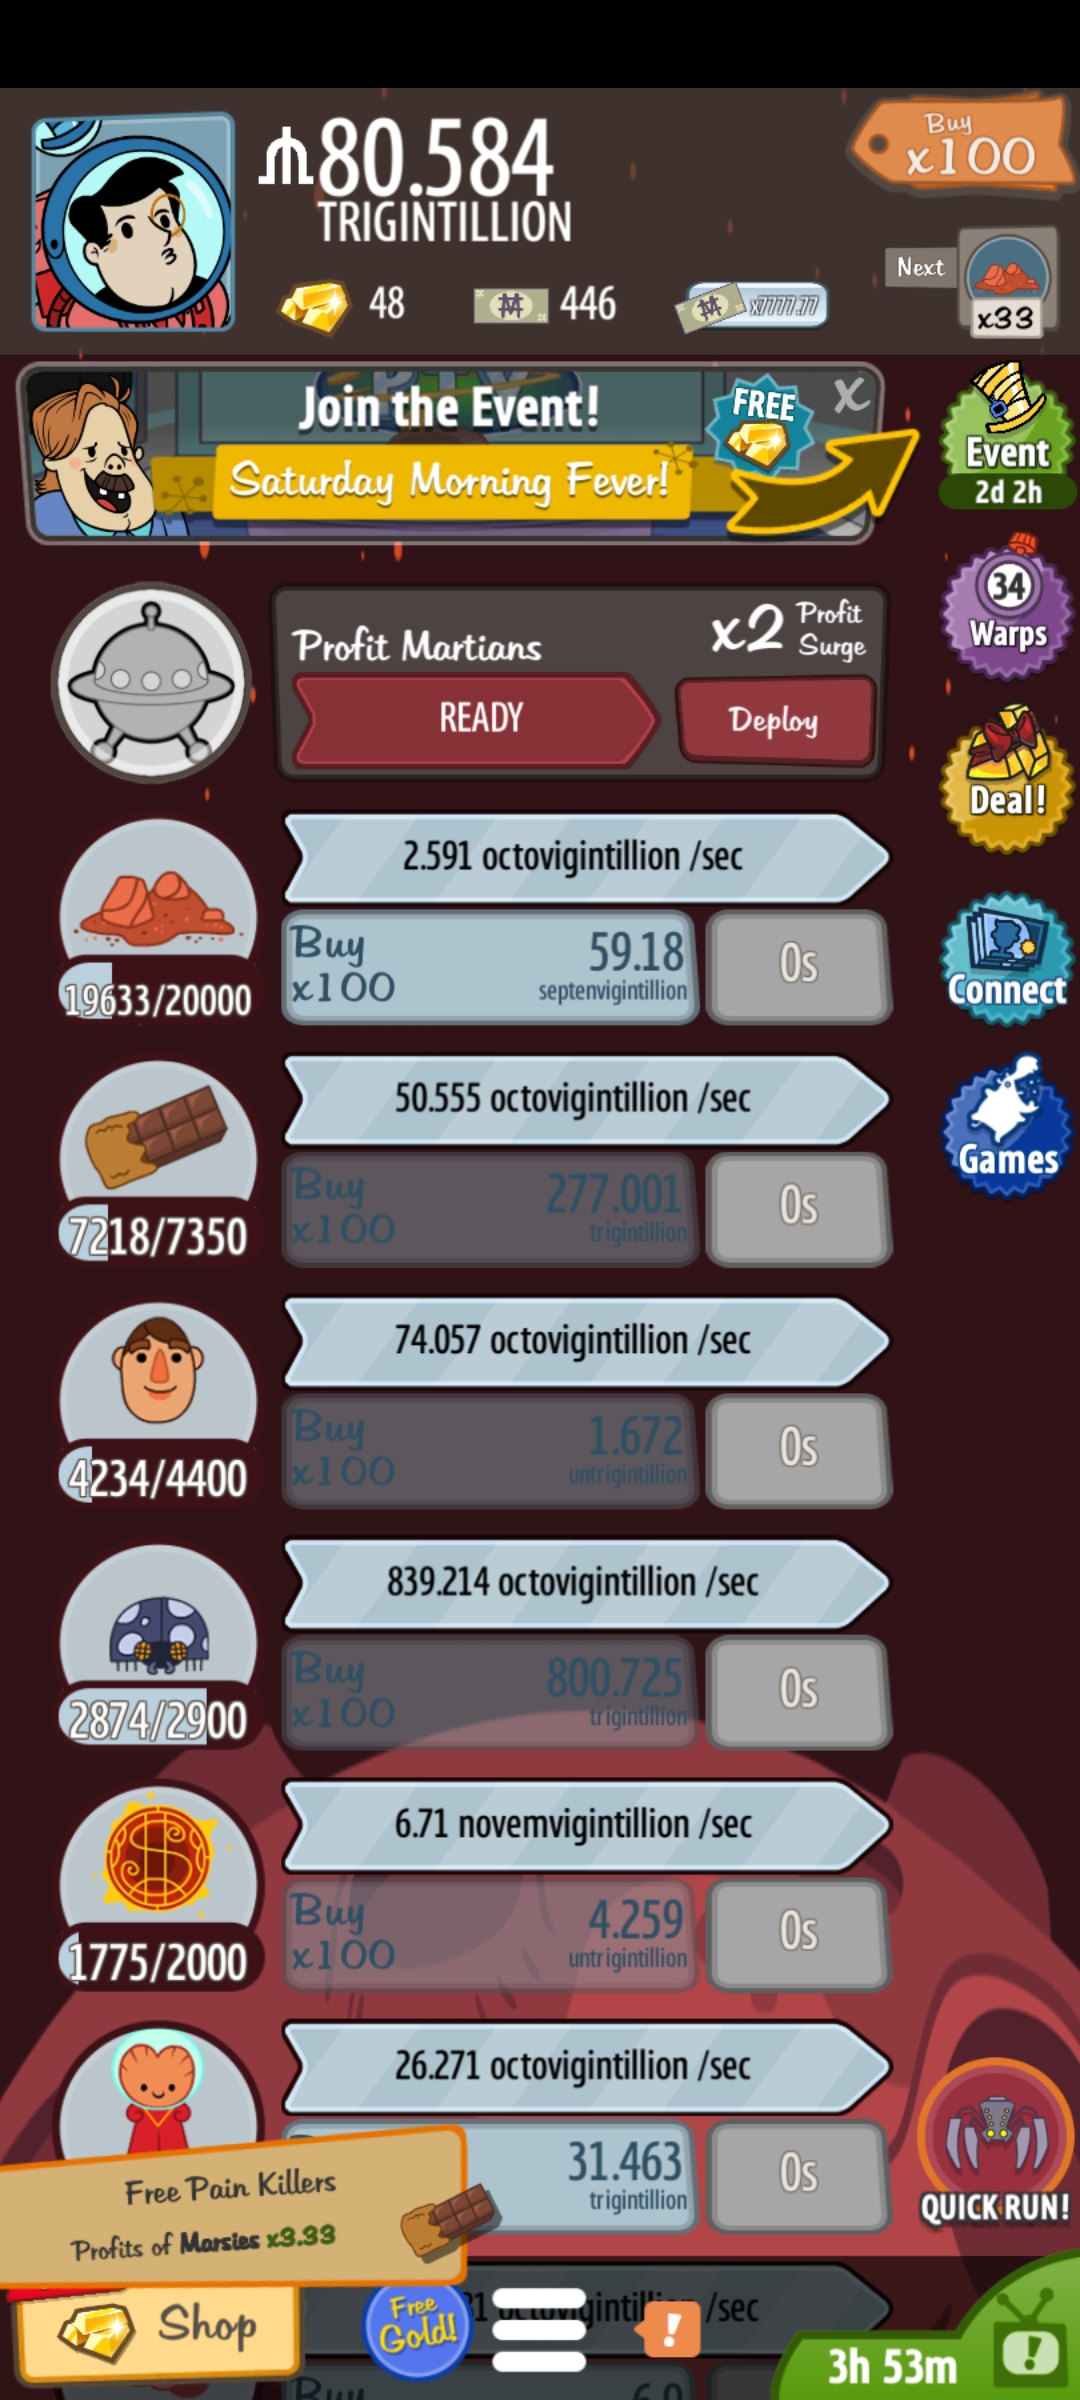 80.584
TRIGINTILLION
Buy
x100
48
446
x7777.77
Next
x33
Join the Event!
FREE
X
Saturday Morning Fever!
Event
2d 2h
34
Warps
Profit Martians
x2 Profit Surge
READY
Deploy
Deal!
2.591 octovigintillion /sec
19633/20000
Buy x100
59.18
septenvigintillion
0s
Connect
50.555 octovigintillion /sec
7218/7350
Buy x100
277.001
trigintillion
0s
Games
74.057 octovigintillion /sec
4234/4400
Buy x100
1.672
untrigintillion
0s
839.214 octovigintillion /sec
2874/2900
Buy x100
800.725
trigintillion
0s
6.71 novemvigintillion /sec
1775/2000
Buy x100
4.259
untrigintillion
0s
26.271 octovigintillion /sec
31.463
trigintillion
0s
QUICK RUN!
Free Pain Killers
Profits of Marsies x3.33
Shop
Free Gold!
/sec
!
3h 53m
!
Buy